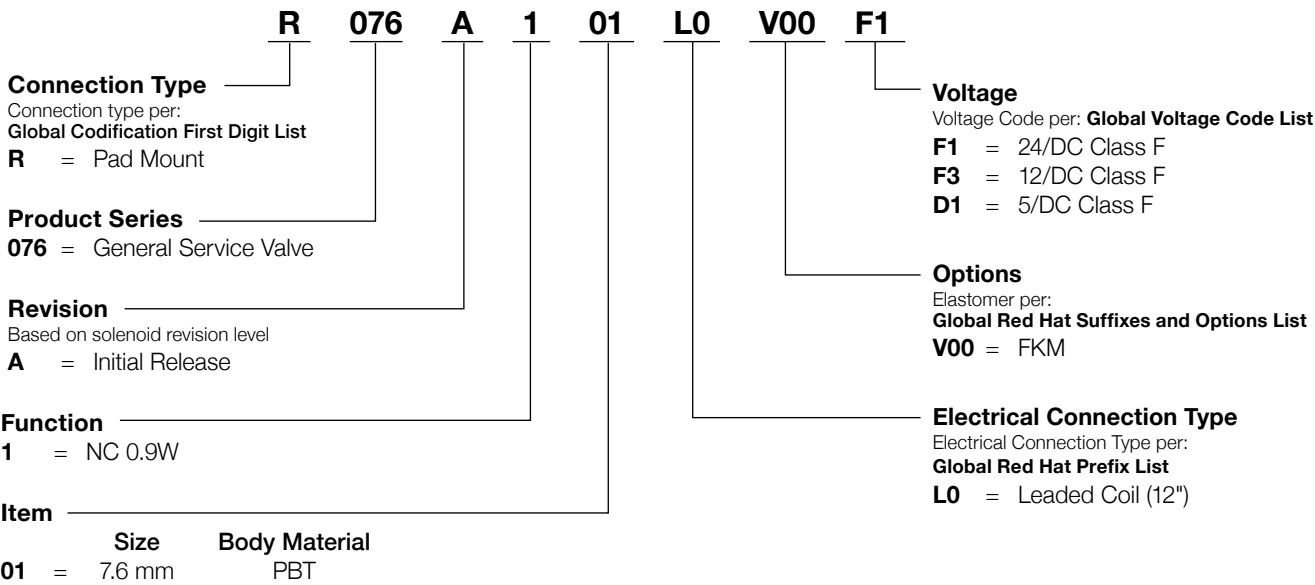 R 076 A 1 01 L0 V00 F1
Connection Type
Connection type per:
Global Codification First Digit List
R = Pad Mount
Product Series
076 = General Service Valve
Revision
Based on solenoid revision level
A = Initial Release
Function
1 = NC 0.9W
Item
Size Body Material
01 = 7.6 mm PBT
Voltage
Voltage Code per: Global Voltage Code List
F1 = 24/DC Class F
F3 = 12/DC Class F
D1 = 5/DC Class F
Options
Elastomer per:
Global Red Hat Suffixes and Options List
V00 = FKM
Electrical Connection Type
Electrical Connection Type per:
Global Red Hat Prefix List
L0 = Leaded Coil (12")